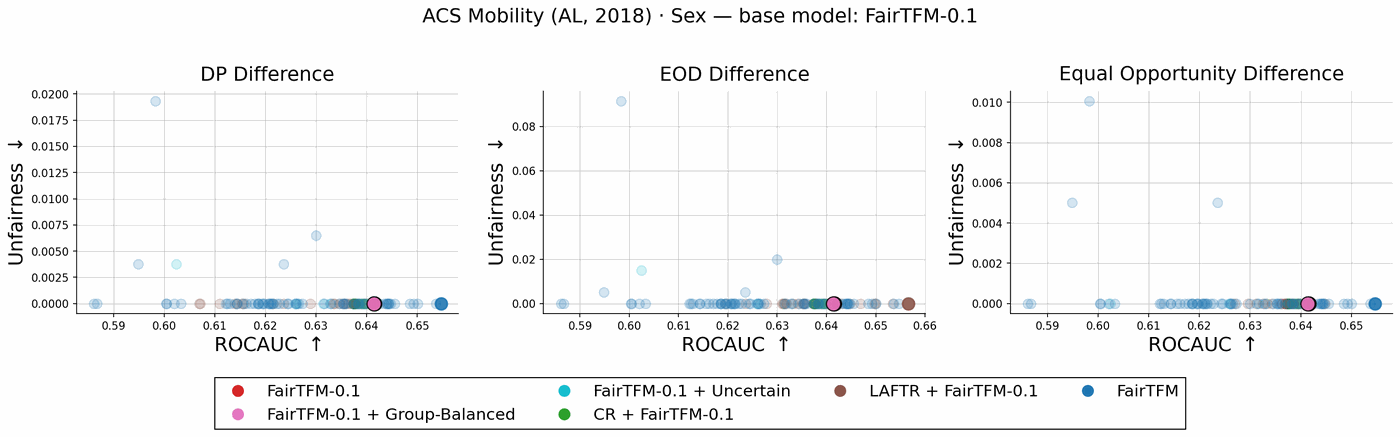 ACS Mobility (AL, 2018) · Sex — base model: FairTFM-0.1
DP Difference
EOD Difference
Equal Opportunity Difference
Unfairness ↓
0.0200
0.0175
0.0150
0.0125
0.0100
0.0075
0.0050
0.0025
0.0000
0.59 0.60 0.61 0.62 0.63 0.64 0.65
ROCAUC ↑
Unfairness ↓
0.08
0.06
0.04
0.02
0.00
0.59 0.60 0.61 0.62 0.63 0.64 0.65 0.66
ROCAUC ↑
Unfairness ↓
0.010
0.008
0.006
0.004
0.002
0.000
0.59 0.60 0.61 0.62 0.63 0.64 0.65
ROCAUC ↑
FairTFM-0.1
FairTFM-0.1 + Group-Balanced
FairTFM-0.1 + Uncertain
CR + FairTFM-0.1
LAFTR + FairTFM-0.1
FairTFM